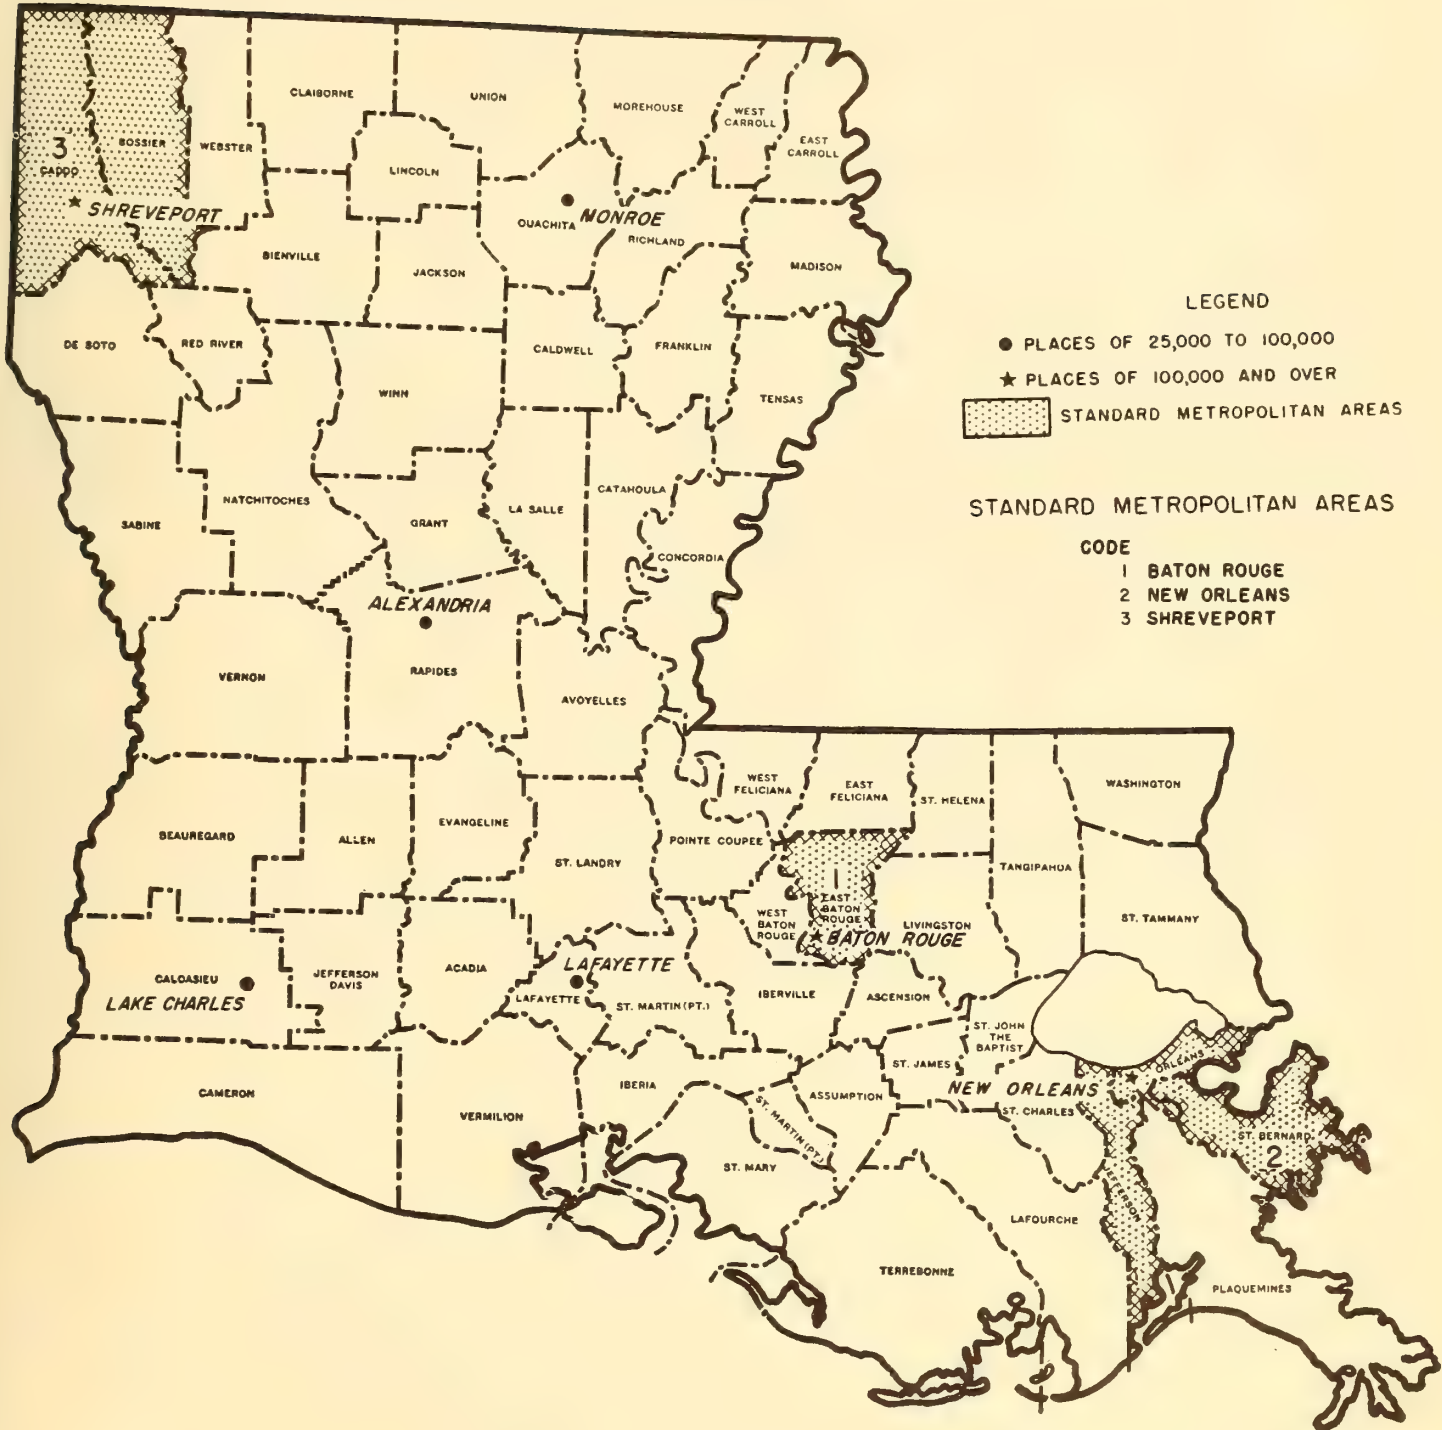 CLAIBORNE
UNION
MOREHOUSE
WEST
CARROLL
EAST
CARROLL
3
CADDO
BOSSIER
WEBSTER
LINCOLN
SHREVEPORT
OUACHITA
MONROE
RICHLAND
BIENVILLE
JACKSON
MADISON
DE SOTO
RED RIVER
CALDWELL
FRANKLIN
WINN
TENSAS
NATCHITOCHES
SABINE
GRANT
LA SALLE
CATAHOULA
CONCORDIA
ALEXANDRIA
VERNON
RAPIDES
AVOYELLES
LEGEND
PLACES OF 25,000 TO 100,000
PLACES OF 100,000 AND OVER
STANDARD METROPOLITAN AREAS
STANDARD METROPOLITAN AREAS
CODE
1 BATON ROUGE
2 NEW ORLEANS
3 SHREVEPORT
WEST
FELICIANA
EAST
FELICIANA
ST. HELENA
WASHINGTON
BEAUREGARD
ALLEN
EVANGELINE
ST. LANDRY
POINTE COUPEE
TANGIPAHOA
1
EAST
BATON
ROUGE
WEST
BATON
ROUGE
BATON ROUGE
LIVINGSTON
ST. TAMMANY
CALCASIEU
LAKE CHARLES
JEFFERSON
DAVIS
ACADIA
LAFAYETTE
LAFAYETTE
ST. MARTIN (PT.)
IBERVILLE
ASCENSION
ST. JOHN
THE
BAPTIST
ST. JAMES
ORLEANS
NEW ORLEANS
CAMERON
VERMILION
IBERIA
ASSUMPTION
ST. MARTIN (PT.)
ST. CHARLES
ST. BERNARD
2
ST. MARY
LAFOURCHE
TERREBONNE
PLAQUEMINES